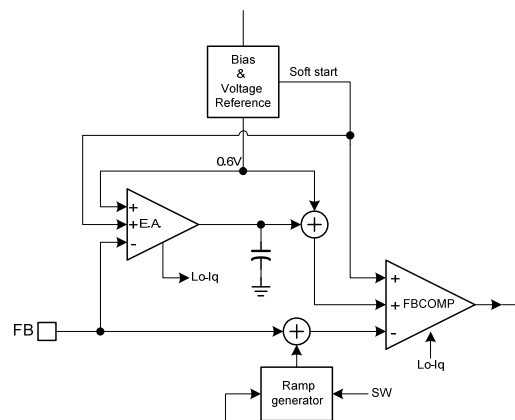 Bias
&
Voltage
Reference
Soft start
0.6V
+
+ E.A.
-
+
Lo-Iq
+
+ FBCOMP
-
FB
+
Lo-Iq
Ramp
generator
SW